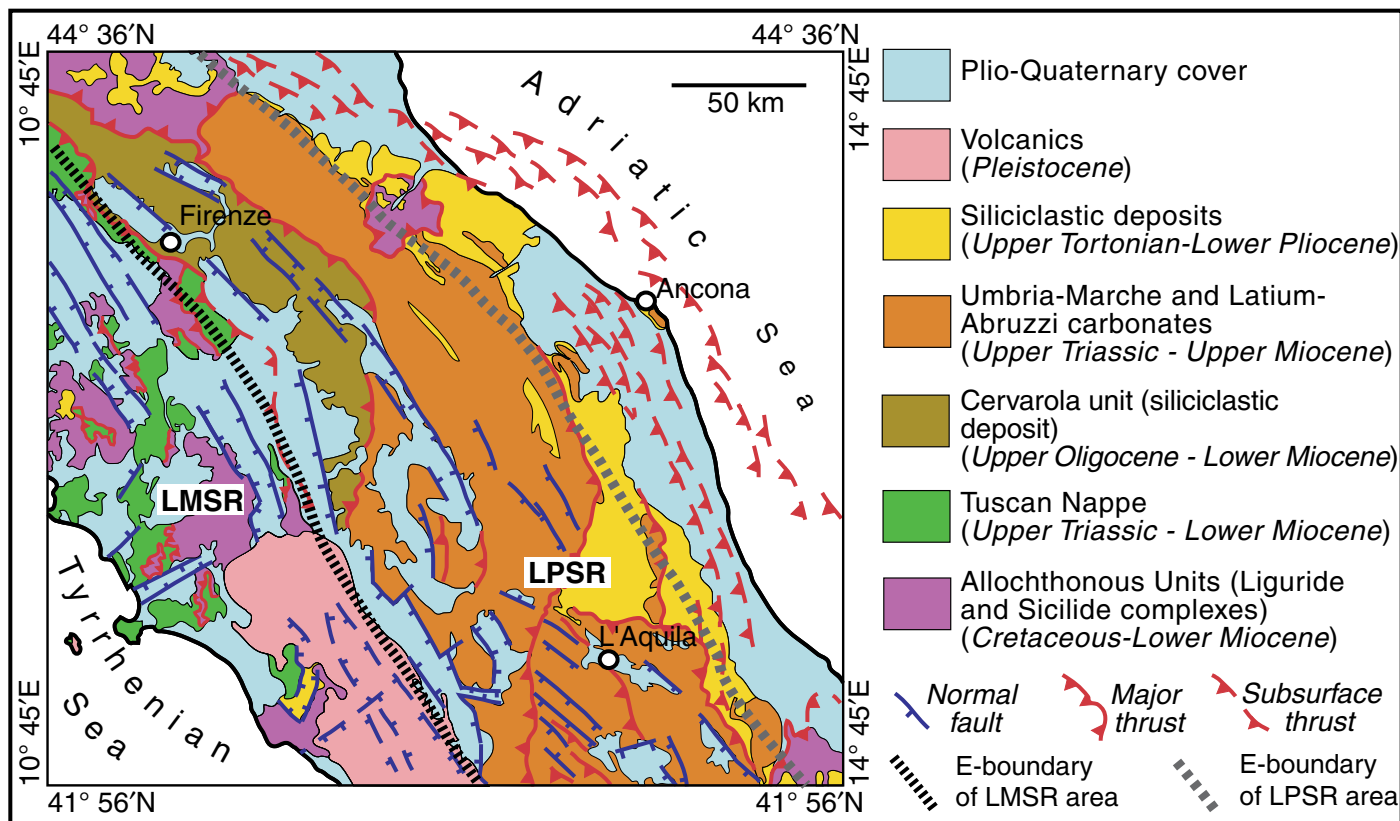 44° 36′N
44° 36′N
10° 45′E
14° 45′E
Adriatic Sea
50 km
Firenze
Ancona
LMSR
LPSR
L'Aquila
Tyrrhenian
Sea
10° 45′E
14° 45′E
41° 56′N
41° 56′N
Plio-Quaternary cover
Volcanics
(Pleistocene)
Siliciclastic deposits
(Upper Tortonian-Lower Pliocene)
Umbria-Marche and Latium-
Abruzzi carbonates
(Upper Triassic - Upper Miocene)
Cervarola unit (siliciclastic
deposit)
(Upper Oligocene - Lower Miocene)
Tuscan Nappe
(Upper Triassic - Lower Miocene)
Allochthonous Units (Liguride
and Sicilide complexes)
(Cretaceous-Lower Miocene)
Normal
fault
Major
thrust
Subsurface
thrust
E-boundary
of LMSR area
E-boundary
of LPSR area